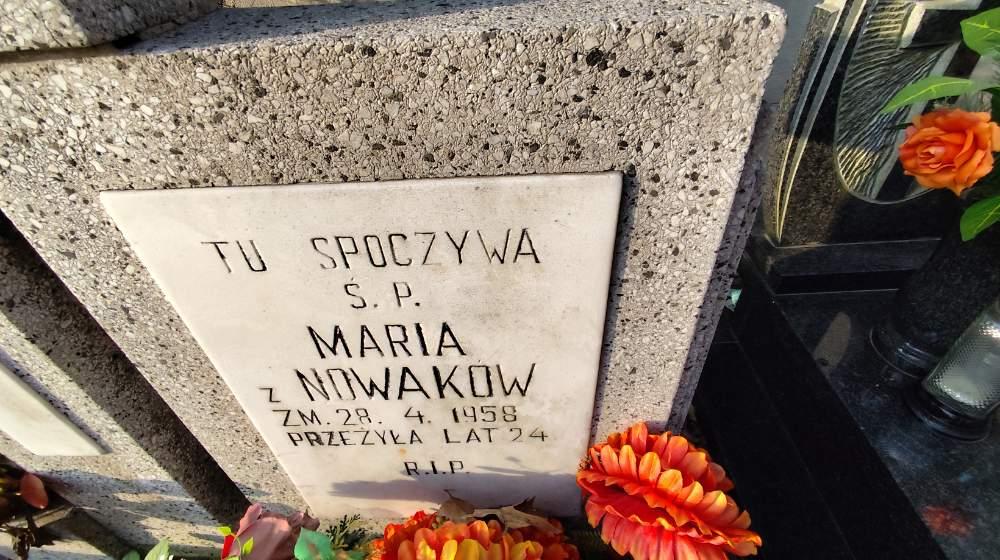 TU SPOCZYWA
Ś. P.
MARIA
Z NOWAKÓW
ZM. 28. 4. 1958
PRZEŻYŁA LAT 24
R.I.P.